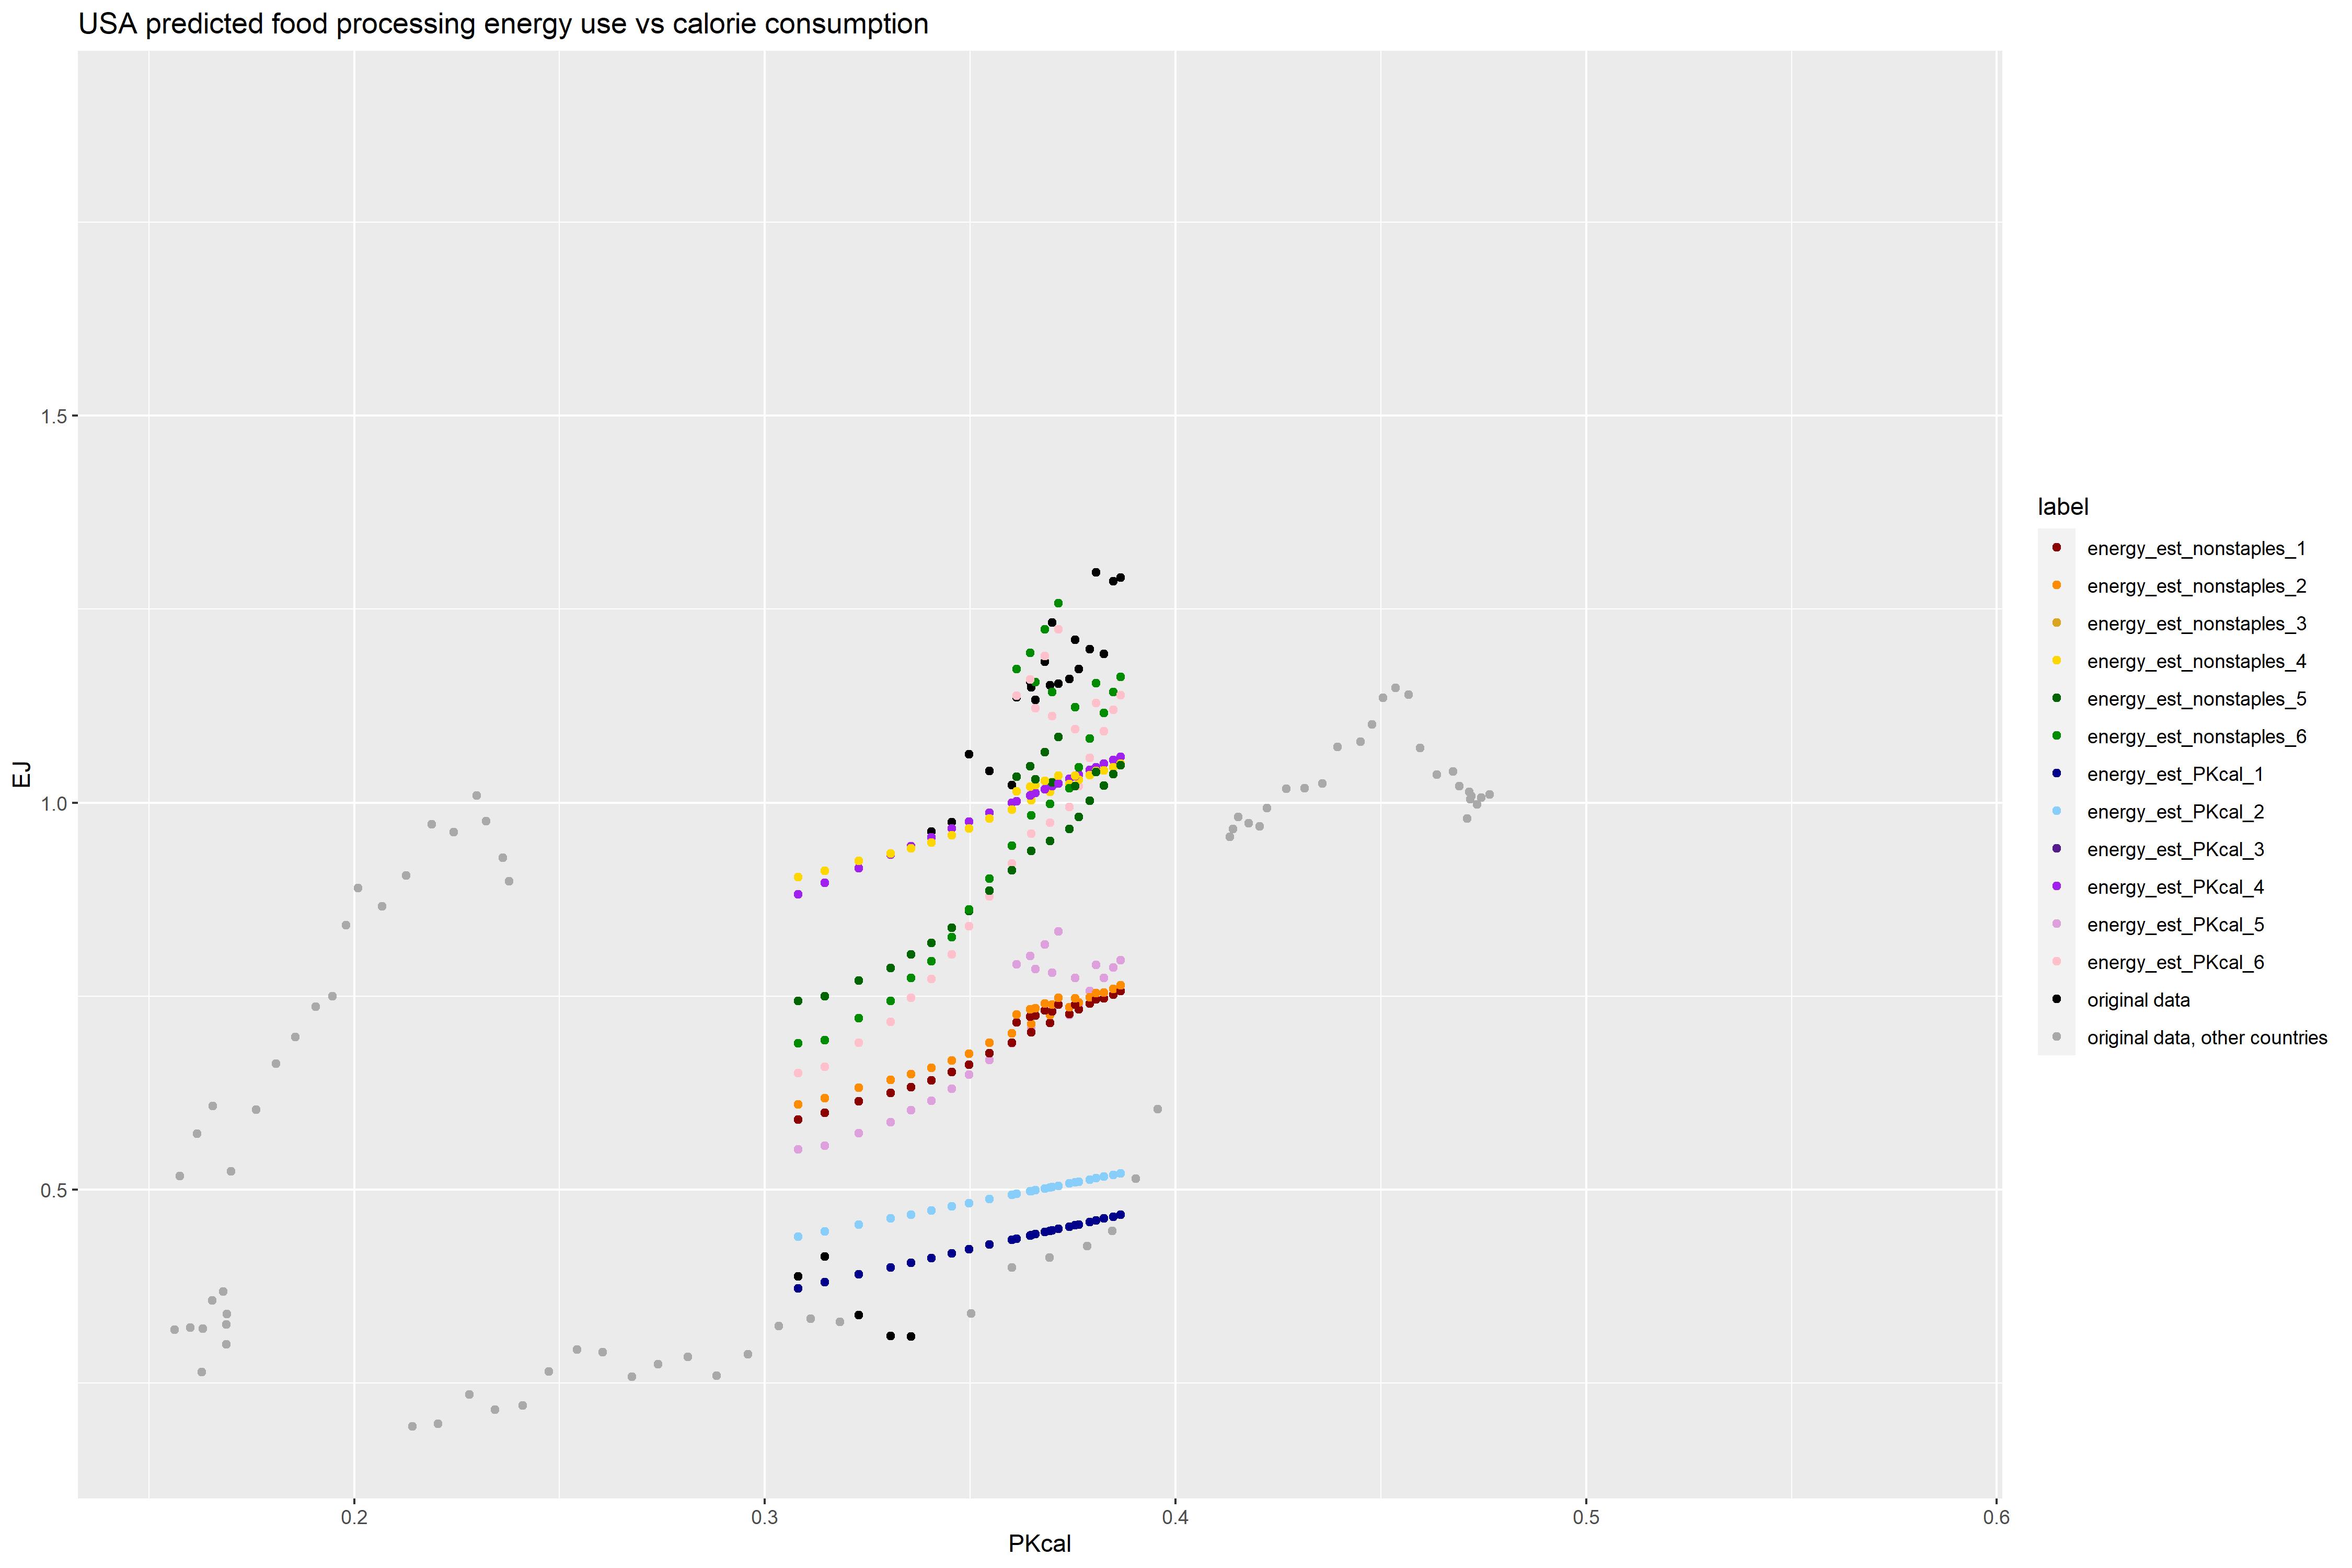 USA predicted food processing energy use vs calorie consumption
EJ
1.5
1.0
0.5
0.2
0.3
0.4
0.5
0.6
PKcal
label
energy_est_nonstaples_1
energy_est_nonstaples_2
energy_est_nonstaples_3
energy_est_nonstaples_4
energy_est_nonstaples_5
energy_est_nonstaples_6
energy_est_PKcal_1
energy_est_PKcal_2
energy_est_PKcal_3
energy_est_PKcal_4
energy_est_PKcal_5
energy_est_PKcal_6
original data
original data, other countries